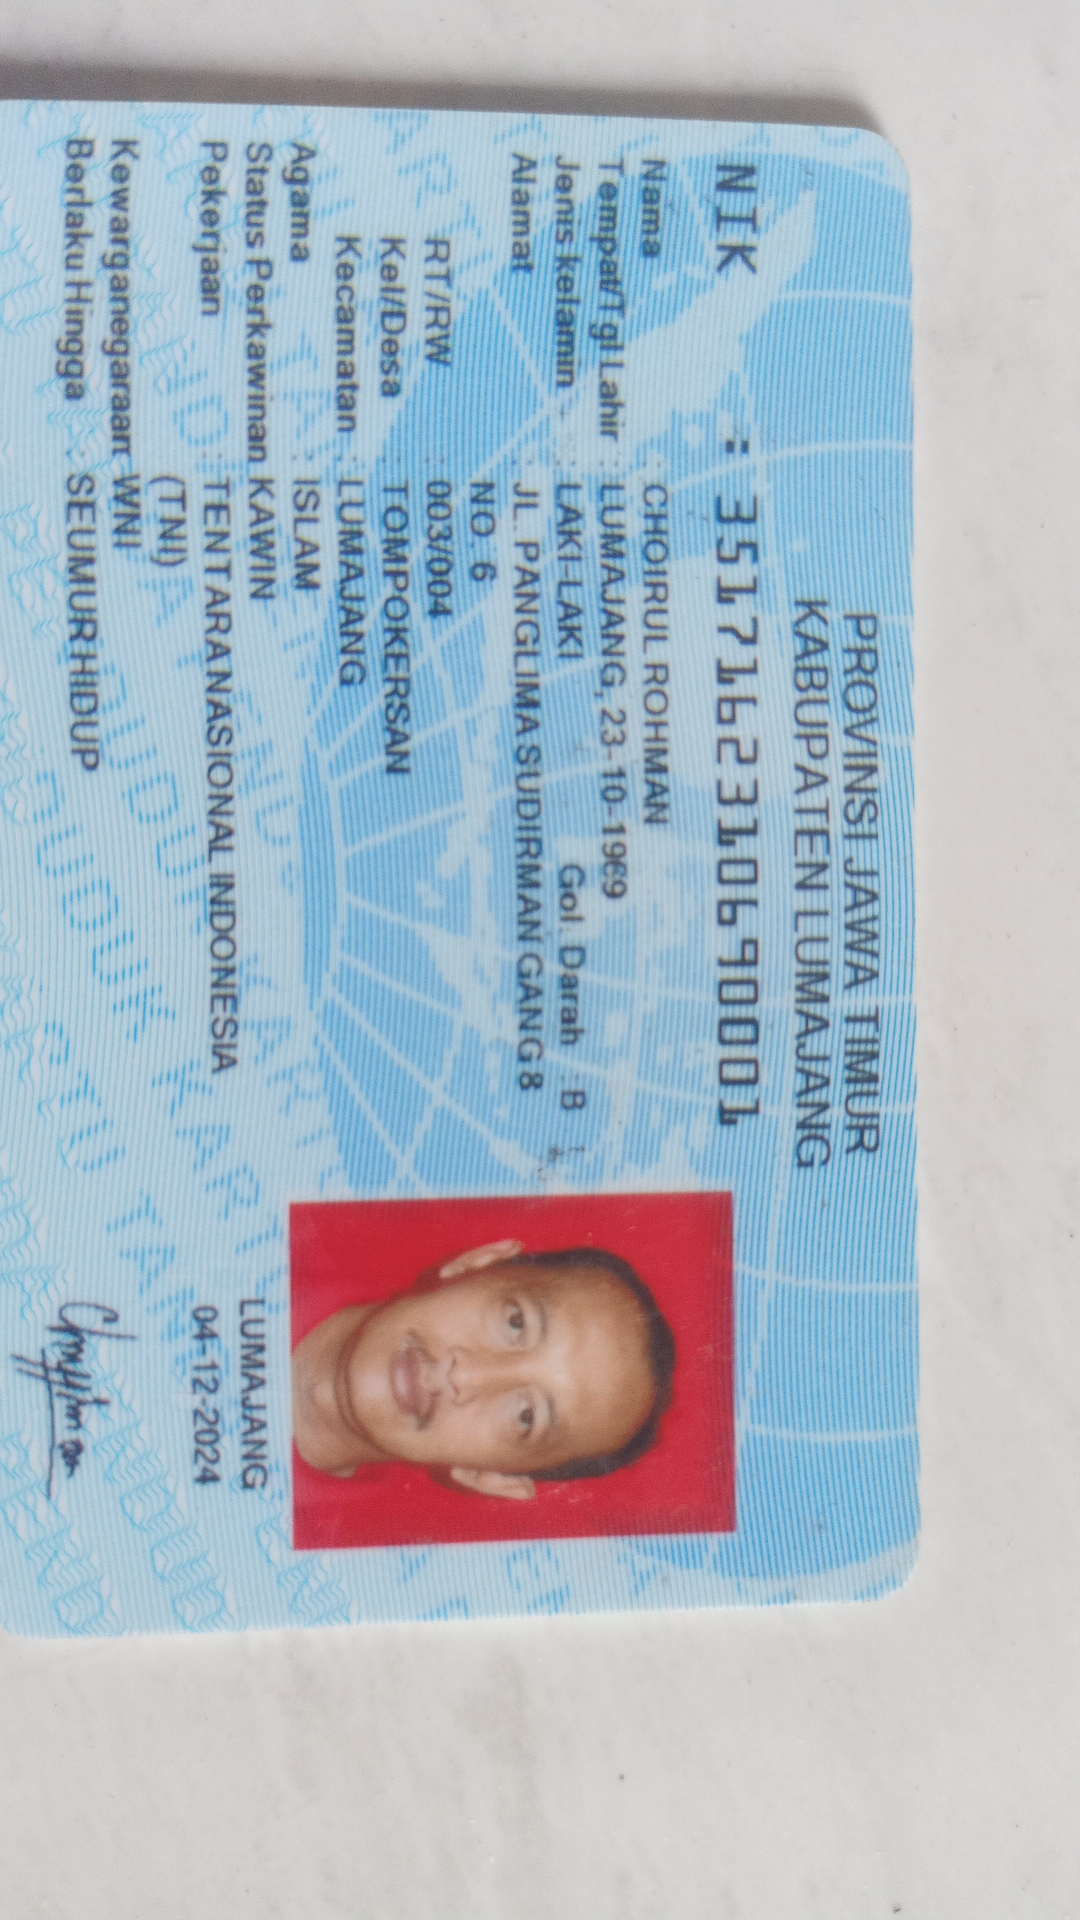 PROVINSI JAWA TIMUR
KABUPATEN LUMAJANG
NIK : 3517162310690001
Nama : CHOIRUL ROHMAN
Tempat/Tgl Lahir : LUMAJANG, 23-10-1969
Jenis kelamin : LAKI-LAKI Gol. Darah : B
Alamat : JL. PANGLIMA SUDIRMAN GANG 8
NO. 6
RT/RW : 003/004
Kel/Desa : TOMPOKERSAN
Kecamatan : LUMAJANG
Agama : ISLAM
Status Perkawinan : KAWIN
Pekerjaan : TENTARA NASIONAL INDONESIA
(TNI)
Kewarganegaraan : WNI
Berlaku Hingga : SEUMUR HIDUP
LUMAJANG
04-12-2024